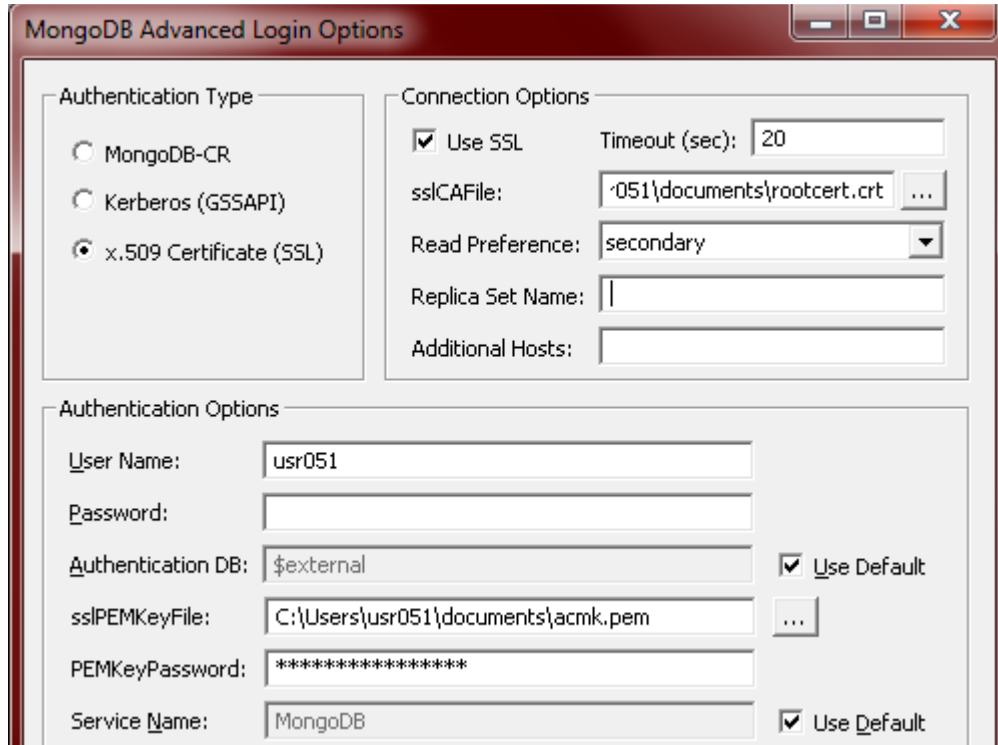 MongoDB Advanced Login Options
Authentication Type
MongoDB-CR
Kerberos (GSSAPI)
x.509 Certificate (SSL)
Connection Options
Use SSL Timeout (sec): 20
sslCAFile: r051\documents\rootcert.crt ...
Read Preference: secondary
Replica Set Name:
Additional Hosts:
Authentication Options
User Name: usr051
Password:
Authentication DB: $external Use Default
sslPEMKeyFile: C:\Users\usr051\documents\acmk.pem ...
PEMKeyPassword: ****************
Service Name: MongoDB Use Default